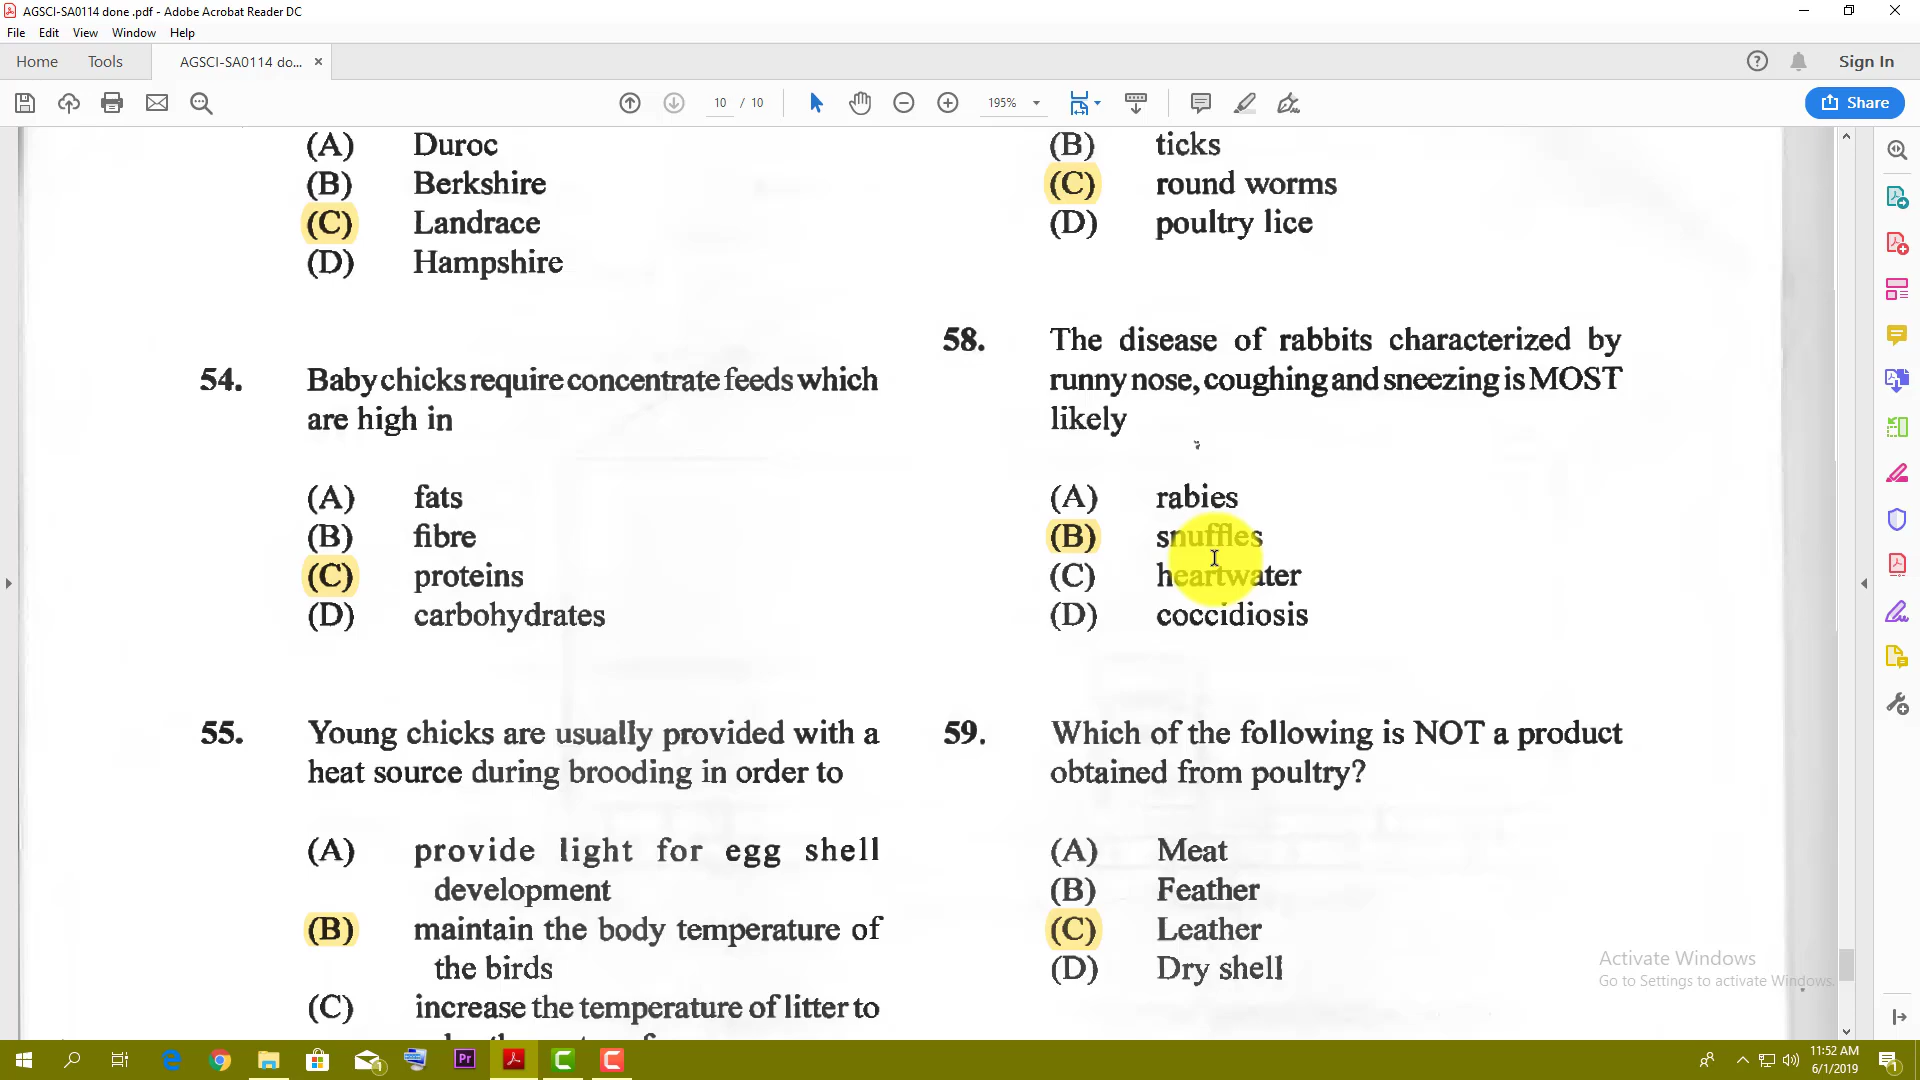 AGSCI-SA0114 done .pdf - Adobe Acrobat Reader DC
File Edit View Window Help
Home Tools AGSCI-SA0114 do... × Sign In
10 / 10 195% Share
(A) Duroc
(B) Berkshire
(C) Landrace
(D) Hampshire
54. Baby chicks require concentrate feeds which
are high in
(A) fats
(B) fibre
(C) proteins
(D) carbohydrates
55. Young chicks are usually provided with a
heat source during brooding in order to
(A) provide light for egg shell
development
(B) maintain the body temperature of
the birds
(C) increase the temperature of litter to
(B) ticks
(C) round worms
(D) poultry lice
58. The disease of rabbits characterized by
runny nose, coughing and sneezing is MOST
likely
(A) rabies
(B) snuffles
(C) heartwater
(D) coccidiosis
59. Which of the following is NOT a product
obtained from poultry?
(A) Meat
(B) Feather
(C) Leather
(D) Dry shell
Activate Windows
Go to Settings to activate Windows.
Pr
11:52 AM
6/1/2019